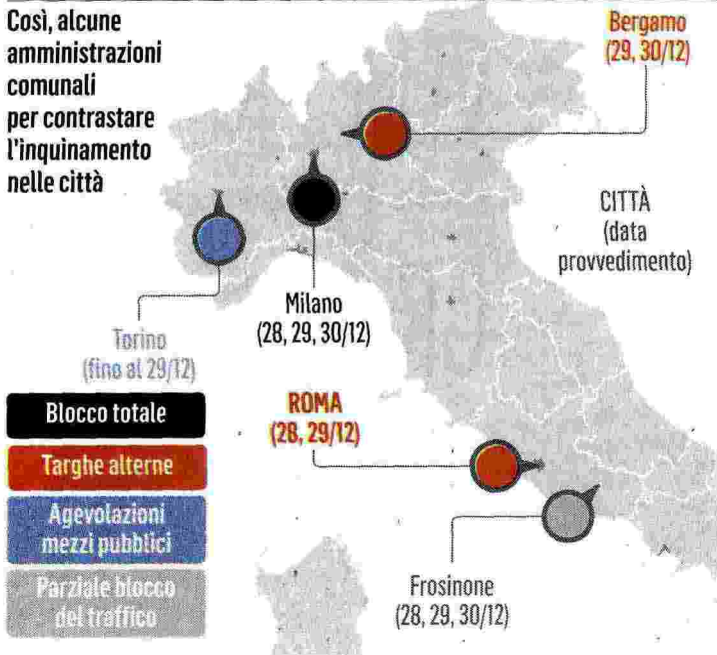 Così, alcune
amministrazioni
comunali
per contrastare
l'inquinamento
nelle città
Bergamo
(29, 30/12)
CITTÀ
(data
provvedimento)
Milano
(28, 29, 30/12)
Torino
(fino al 29/12)
Blocco totale
Targhe alterne
Agevolazioni
mezzi pubblici
Parziale blocco
del traffico
ROMA
(28, 29/12)
Frosinone
(28, 29, 30/12)